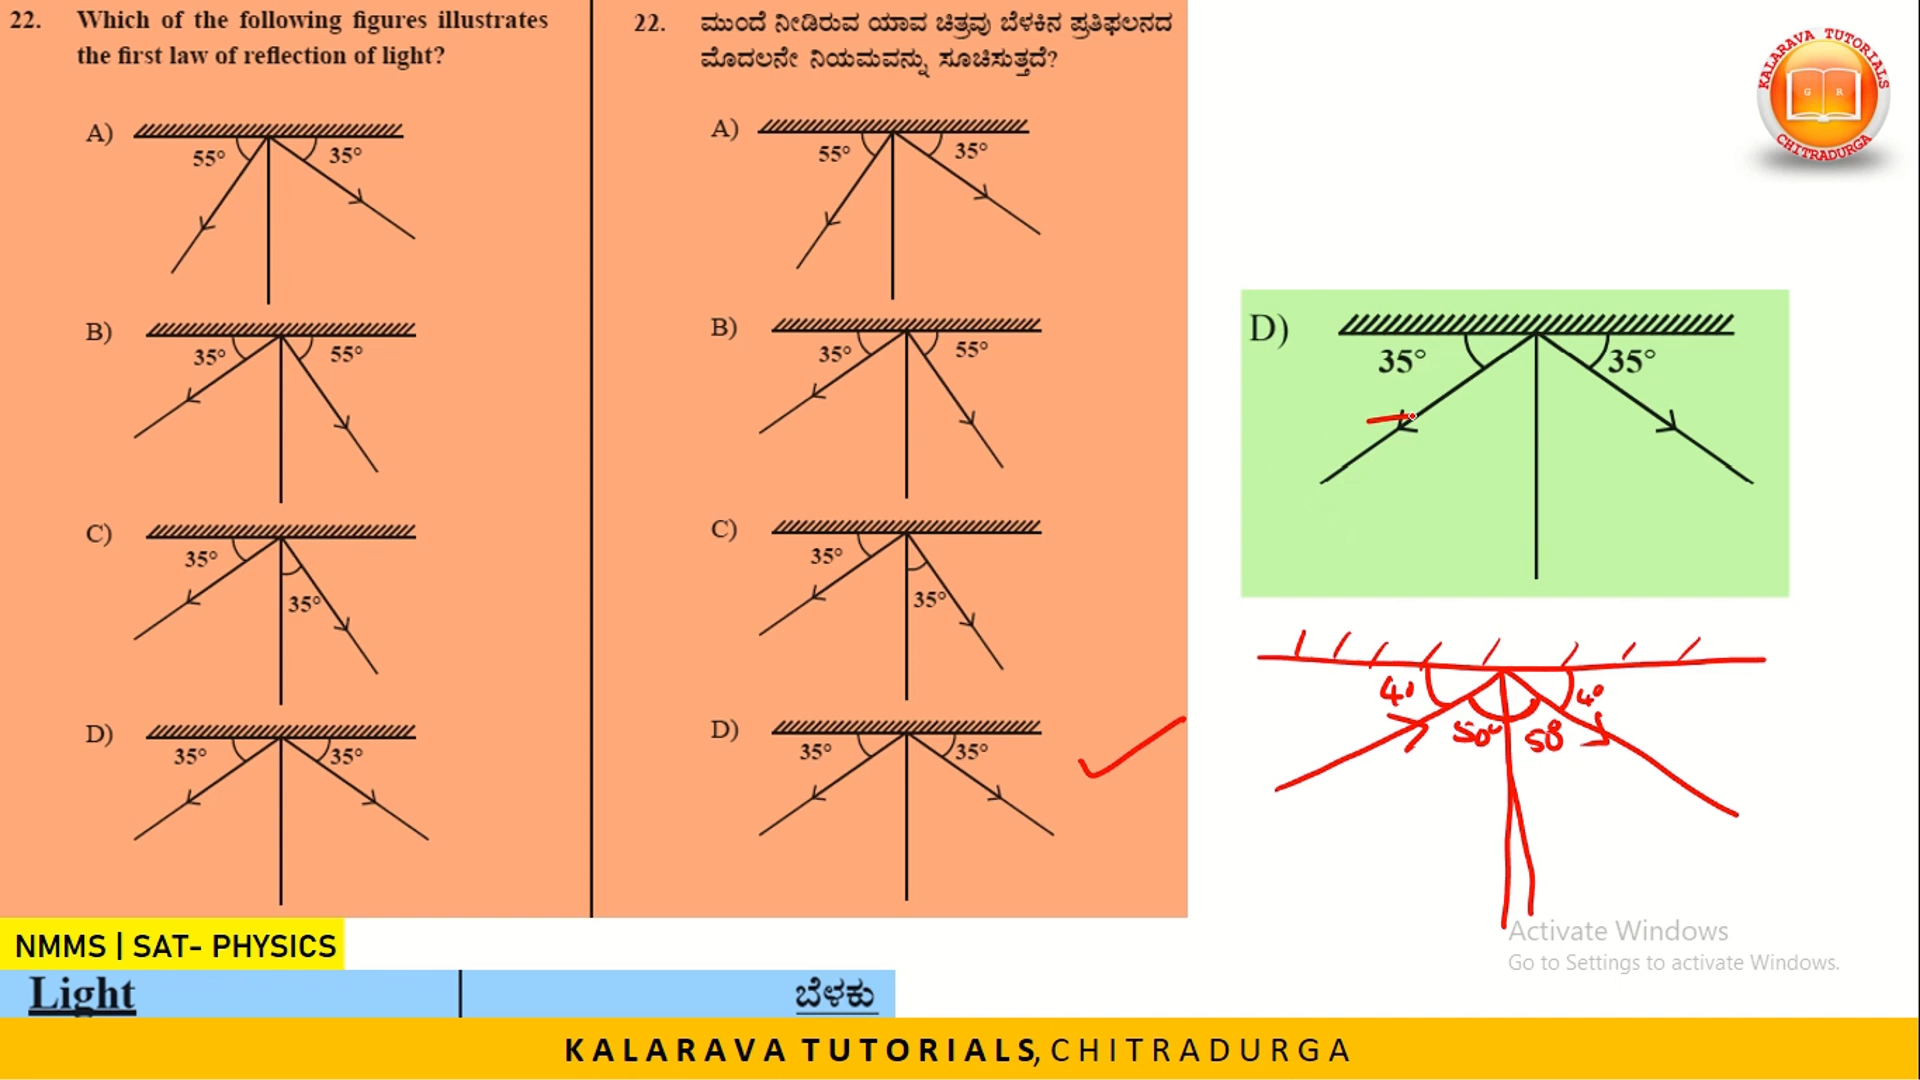 22. Which of the following figures illustrates
the first law of reflection of light?
A)
55°
35°
B)
35°
55°
C)
35°
35°
D)
35°
35°
22. ಮುಂದೆ ನೀಡಿರುವ ಯಾವ ಚಿತ್ರವು ಬೆಳಕಿನ ಪ್ರತಿಫಲನದ
ಮೊದಲನೇ ನಿಯಮವನ್ನು ಸೂಚಿಸುತ್ತದೆ?
A)
55°
35°
B)
35°
55°
C)
35°
35°
D)
35°
35°
KALARAVA TUTORIALS
G R
CHITRADURGA
D)
35°
35°
50°
Activate Windows
Go to Settings to activate Windows.
NMMS | SAT- PHYSICS
Light
ಬೆಳಕು
KALARAVA TUTORIALS, CHITRADURGA